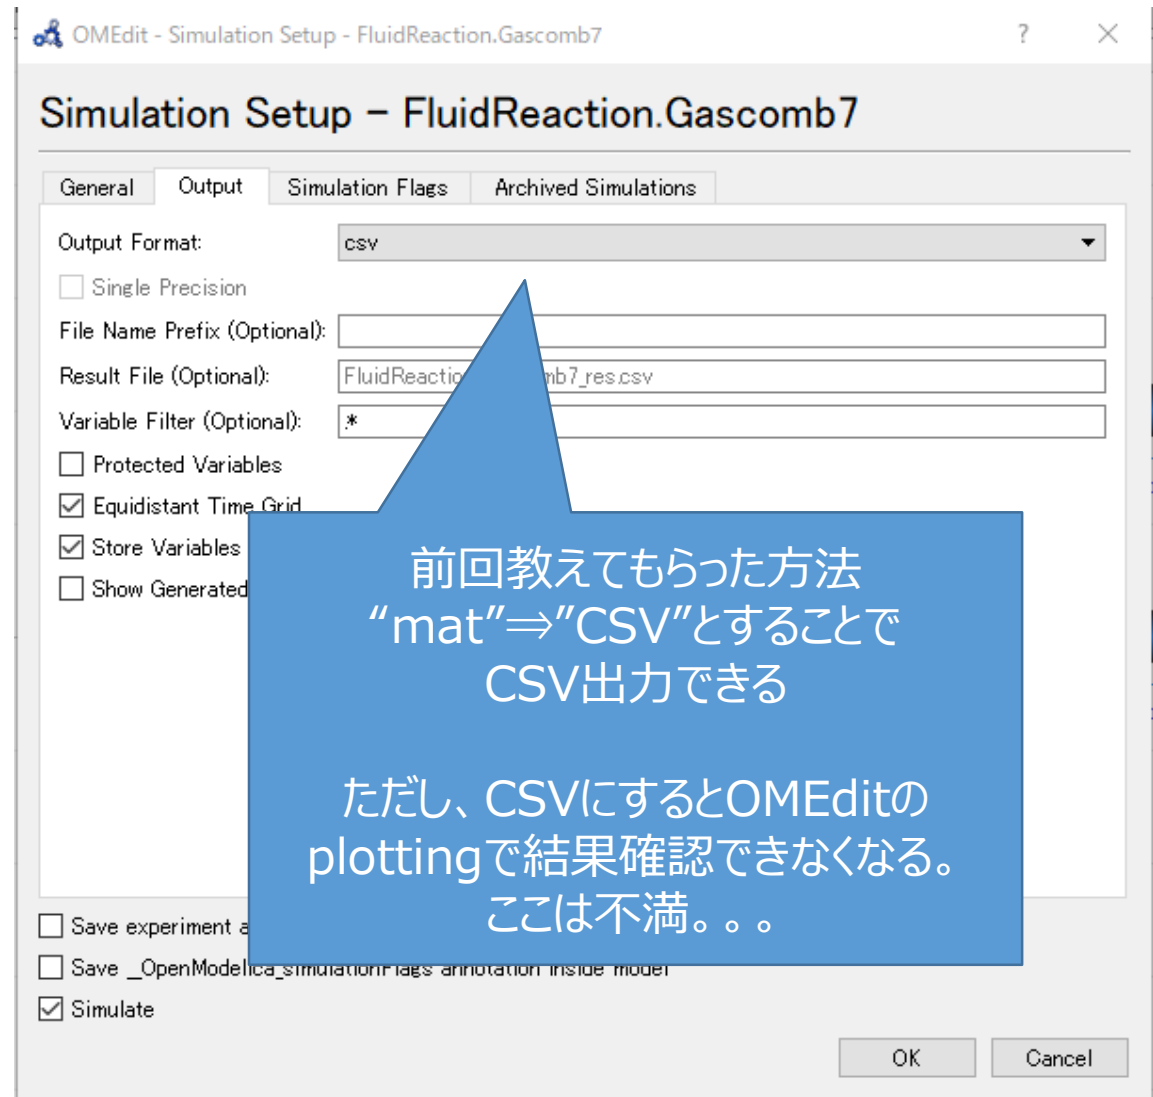 OMEdit - Simulation Setup - FluidReaction.Gascomb7
Simulation Setup - FluidReaction.Gascomb7
General Output Simulation Flags Archived Simulations
Output Format: csv
Single Precision
File Name Prefix (Optional):
Result File (Optional):
Variable Filter (Optional): .*
Protected Variables
Equidistant Time Grid
Store Variables
Show Generated
前回教えてもらった方法
“mat”⇒”CSV”とすることで
CSV出力できる
ただし、CSVにするとOMEditの
plottingで結果確認できなくなる。
ここは不満。。。
Save experiment
Save _OpenModelica_simulationFlags annotation inside model
Simulate
OK Cancel